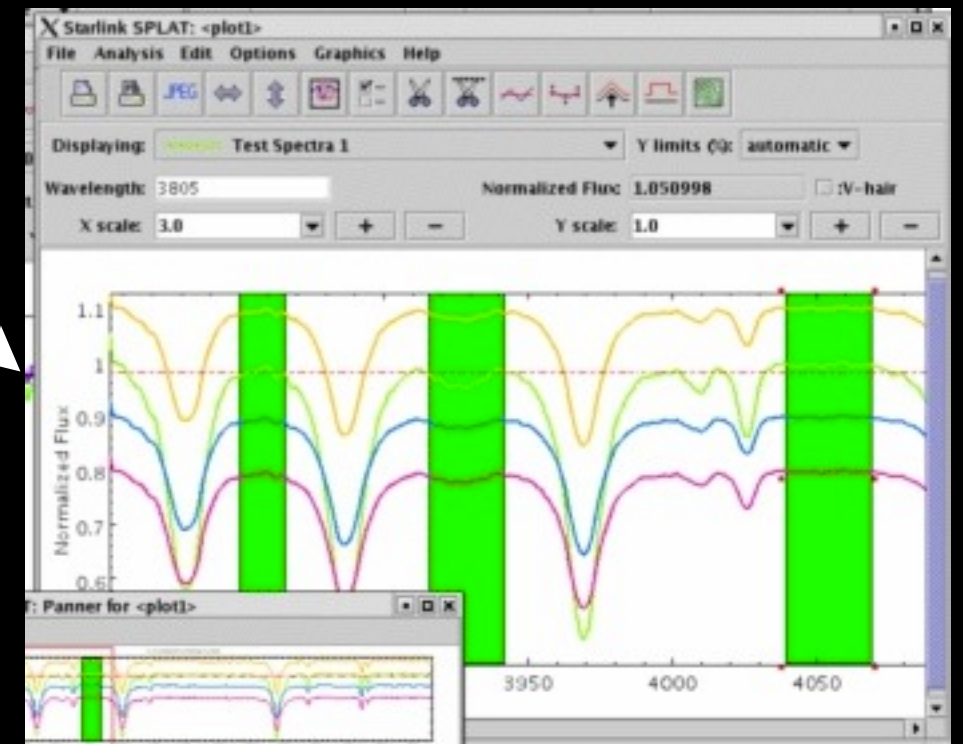 X Starlink SPLAT: <plot1>
File Analysis Edit Options Graphics Help
JPEG
Displaying: Test Spectra 1 Y limits (%): automatic
Wavelength: 3805 Normalized Flux: 1.050998 :V-hair
X scale: 3.0 + − Y scale: 1.0 + −
1.1
1
0.9
0.8
0.7
0.6
Normalized Flux
: Panner for <plot1>
3950 4000 4050